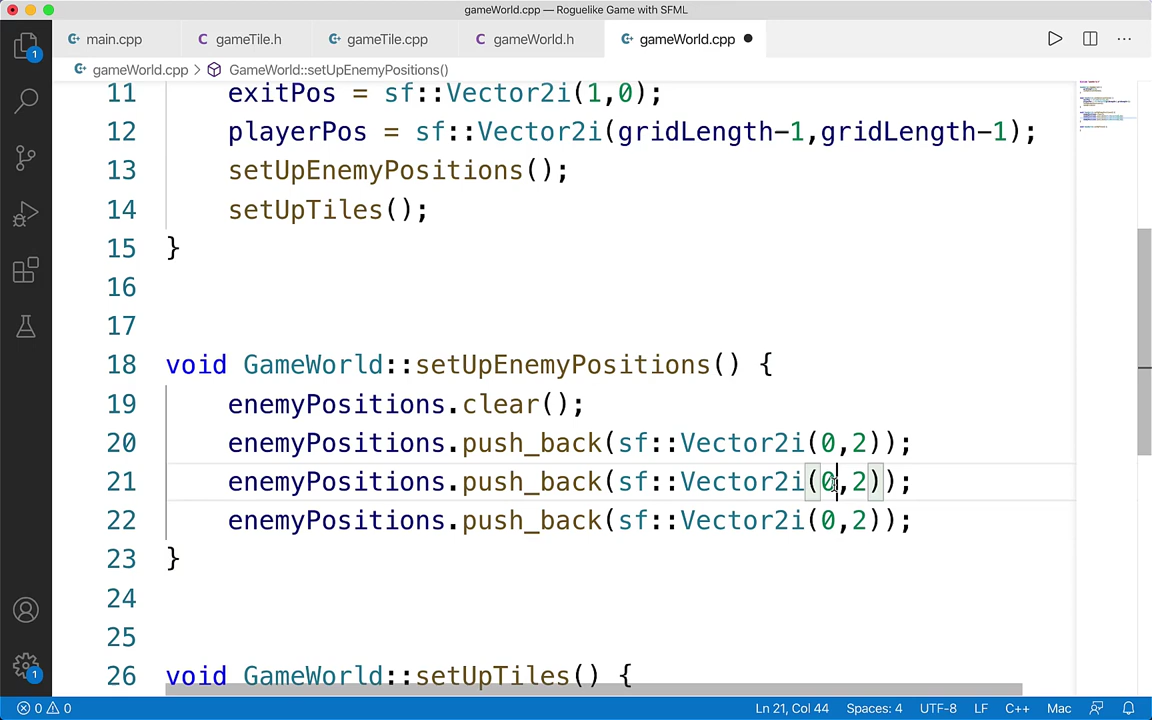 gameWorld.cpp — Roguelike Game with SFML
main.cpp
gameTile.h
gameTile.cpp
gameWorld.h
gameWorld.cpp
gameWorld.cpp > GameWorld::setUpEnemyPositions()
11 exitPos = sf::Vector2i(1,0);
12 playerPos = sf::Vector2i(gridLength-1,gridLength-1);
13 setUpEnemyPositions();
14 setUpTiles();
15 }
16
17
18 void GameWorld::setUpEnemyPositions() {
19 enemyPositions.clear();
20 enemyPositions.push_back(sf::Vector2i(0,2));
21 enemyPositions.push_back(sf::Vector2i(0,2));
22 enemyPositions.push_back(sf::Vector2i(0,2));
23 }
24
25
26 void GameWorld::setUpTiles() {
1
1
0 0 Ln 21, Col 44 Spaces: 4 UTF-8 LF C++ Mac